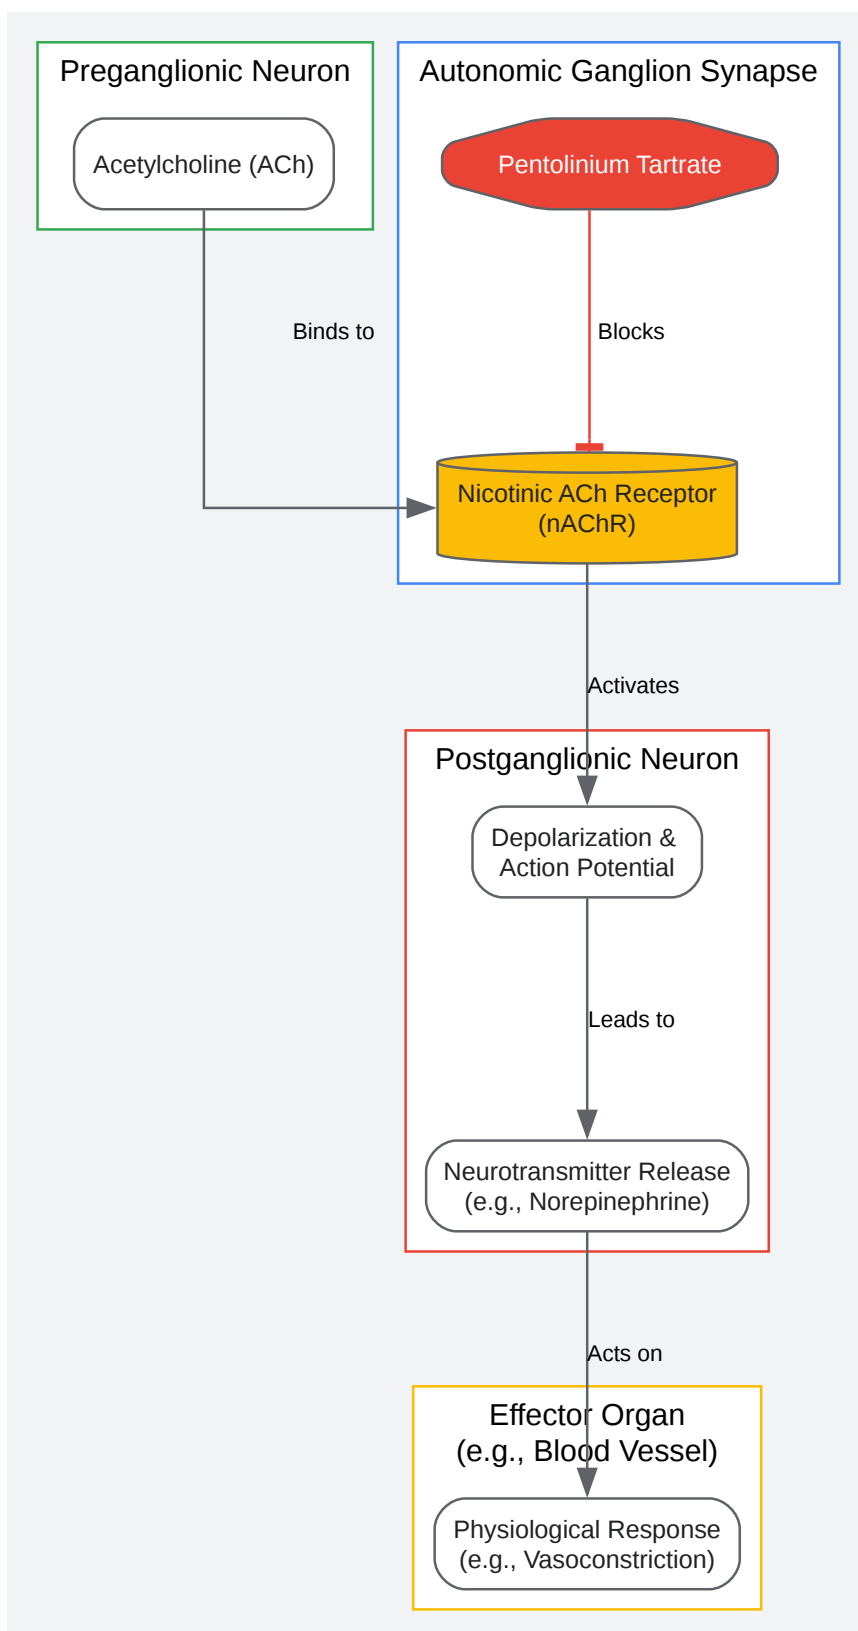 Preganglionic Neuron
Acetylcholine (ACh)
Autonomic Ganglion Synapse
Pentolinium Tartrate
Binds to
Blocks
Nicotinic ACh Receptor
(nAChR)
Activates
Postganglionic Neuron
Depolarization &
Action Potential
Leads to
Neurotransmitter Release
(e.g., Norepinephrine)
Acts on
Effector Organ
(e.g., Blood Vessel)
Physiological Response
(e.g., Vasoconstriction)